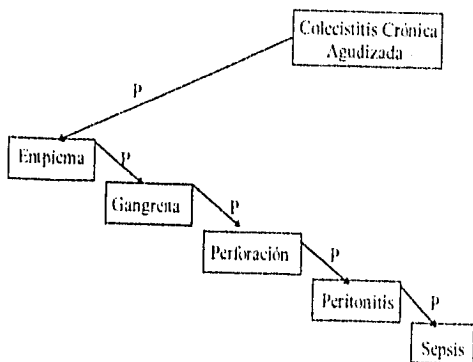 Colecistitis Crónica
Agudizada
P
Empiema
P
Gangrena
P
Perforación
P
Peritonitis
P
Sepsis